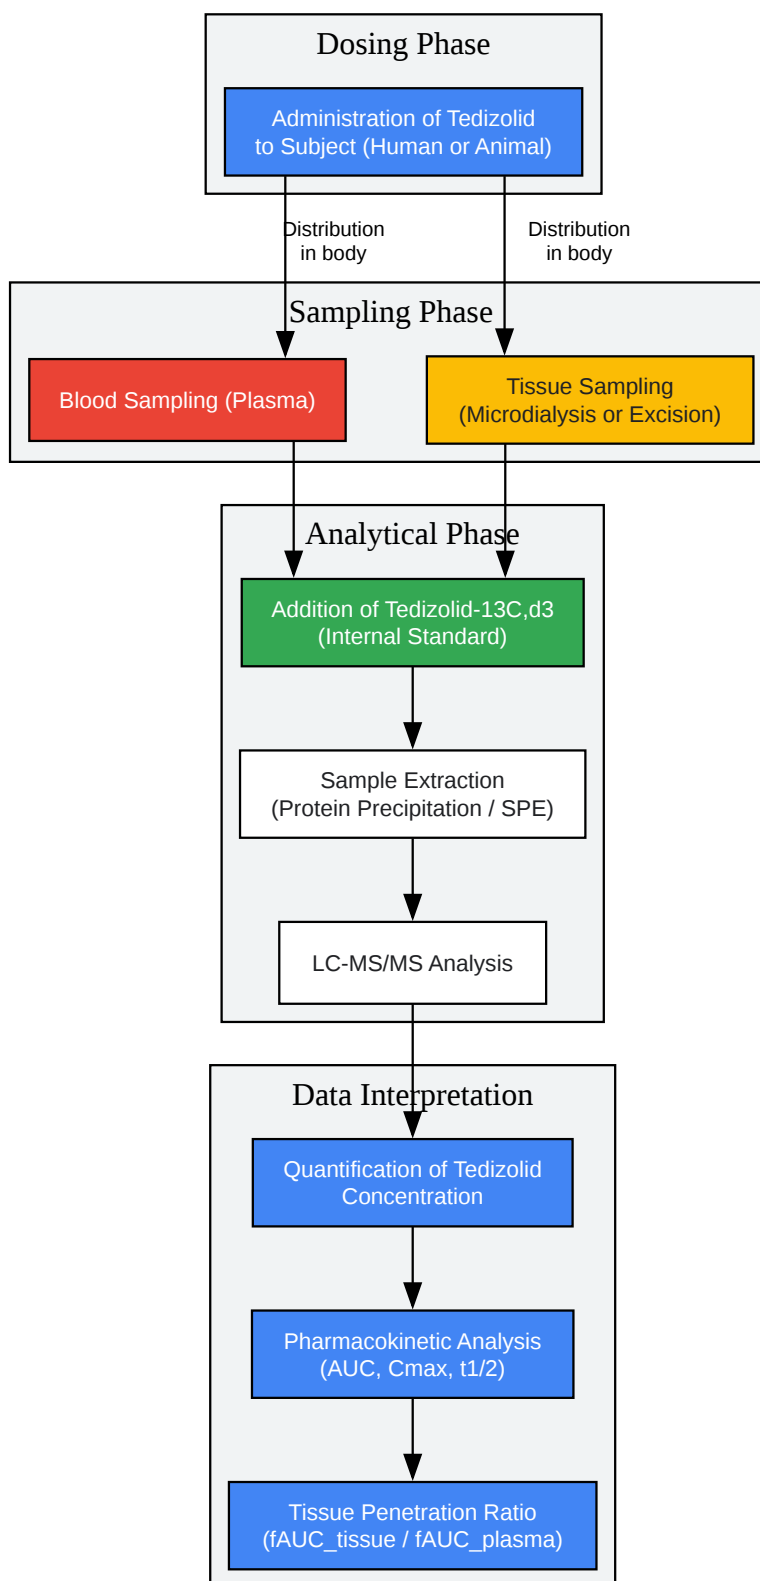 Dosing Phase
Administration of Tedizolid
to Subject (Human or Animal)
Distribution
in body
Distribution
in body
Sampling Phase
Blood Sampling (Plasma)
Tissue Sampling
(Microdialysis or Excision)
Analytical Phase
Addition of Tedizolid-13C,d3
(Internal Standard)
Sample Extraction
(Protein Precipitation / SPE)
LC-MS/MS Analysis
Data Interpretation
Quantification of Tedizolid
Concentration
Pharmacokinetic Analysis
(AUC, Cmax, t1/2)
Tissue Penetration Ratio
(fAUC_tissue / fAUC_plasma)